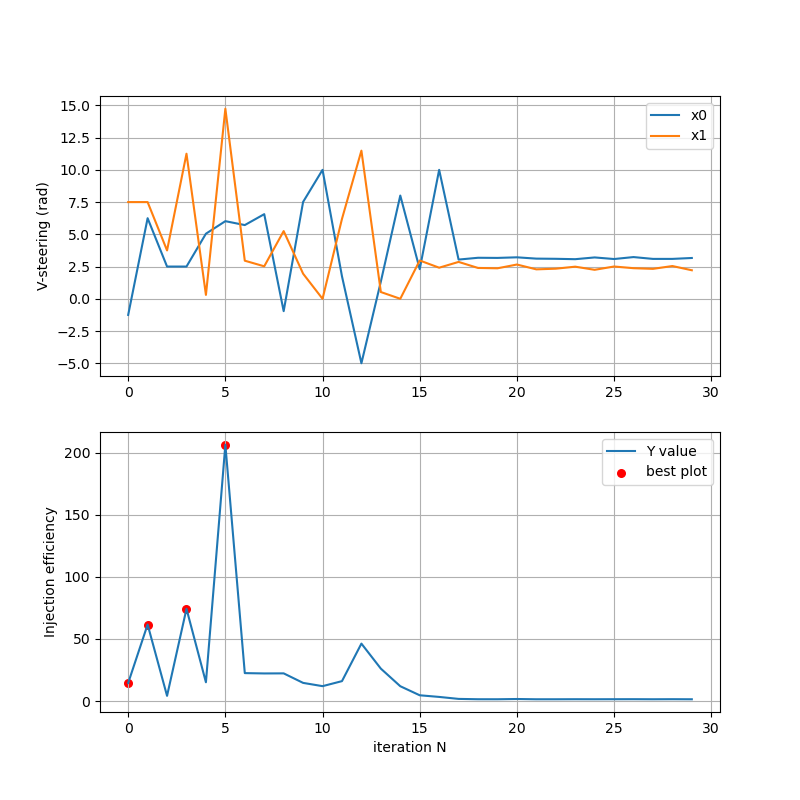 15.0
12.5
10.0
7.5
5.0
2.5
0.0
−2.5
−5.0
V-steering (rad)
x0
x1
0 5 10 15 20 25 30
200
150
100
50
0
Injection efficiency
Y value
best plot
0 5 10 15 20 25 30
iteration N